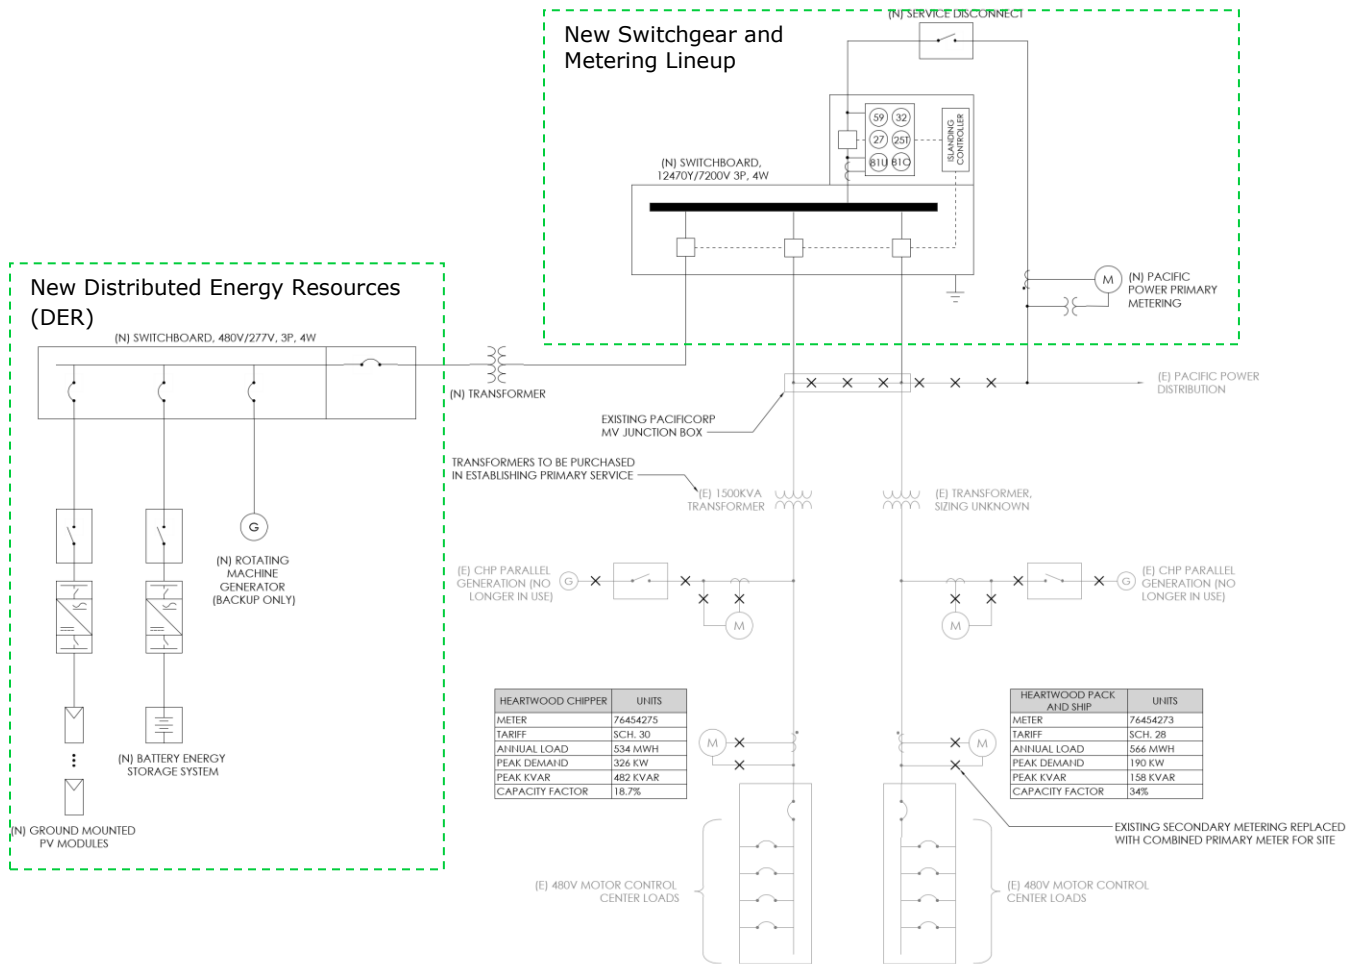 (N) SERVICE DISCONNECT
New Switchgear and
Metering Lineup
59 32
27 25T
81U 81O
ISLANDING
CONTROLLER
(N) SWITCHBOARD,
12470Y/7200V 3P, 4W
M
(N) PACIFIC
POWER PRIMARY
METERING
New Distributed Energy Resources
(DER)
(N) SWITCHBOARD, 480V/277V, 3P, 4W
(N) TRANSFORMER
(E) PACIFIC POWER
DISTRIBUTION
EXISTING PACIFICORP
MV JUNCTION BOX
TRANSFORMERS TO BE PURCHASED
IN ESTABLISHING PRIMARY SERVICE
(E) 1500KVA
TRANSFORMER
(E) TRANSFORMER,
SIZING UNKNOWN
G
(N) ROTATING
MACHINE
GENERATOR
(BACKUP ONLY)
(E) CHP PARALLEL
GENERATION (NO
LONGER IN USE)
G
M
M
G
(E) CHP PARALLEL
GENERATION (NO
LONGER IN USE)
HEARTWOOD CHIPPER UNITS
METER 76454275
TARIFF SCH. 30
ANNUAL LOAD 534 MWH
PEAK DEMAND 326 KW
PEAK KVAR 482 KVAR
CAPACITY FACTOR 18.7%
M
M
HEARTWOOD PACK
AND SHIP UNITS
METER 76454273
TARIFF SCH. 28
ANNUAL LOAD 566 MWH
PEAK DEMAND 190 KW
PEAK KVAR 158 KVAR
CAPACITY FACTOR 34%
(N) BATTERY ENERGY
STORAGE SYSTEM
(N) GROUND MOUNTED
PV MODULES
EXISTING SECONDARY METERING REPLACED
WITH COMBINED PRIMARY METER FOR SITE
(E) 480V MOTOR CONTROL
CENTER LOADS
(E) 480V MOTOR CONTROL
CENTER LOADS